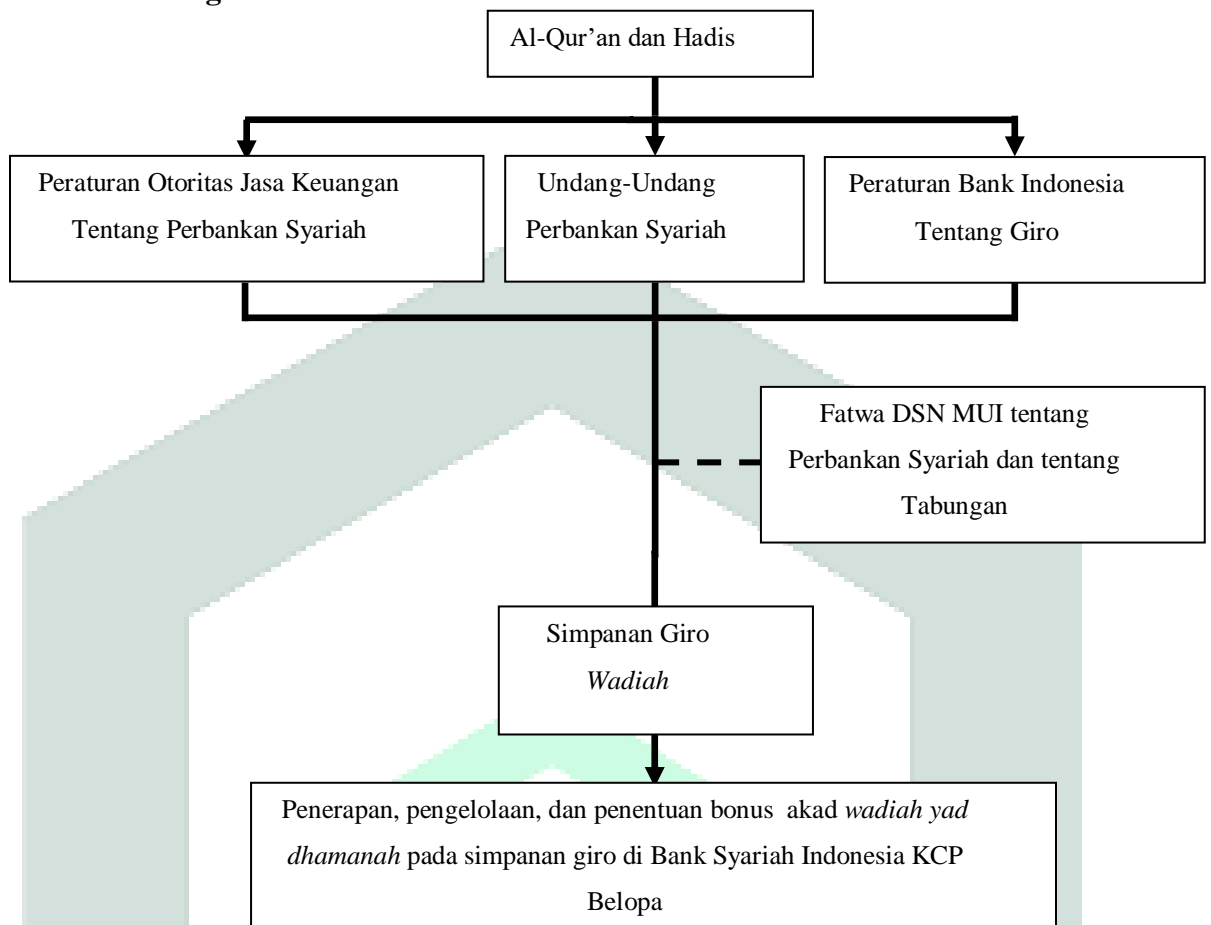 Al-Qur’an dan Hadis
Peraturan Otoritas Jasa Keuangan
Tentang Perbankan Syariah
Undang-Undang
Perbankan Syariah
Peraturan Bank Indonesia
Tentang Giro
Fatwa DSN MUI tentang
Perbankan Syariah dan tentang
Tabungan
Simpanan Giro
Wadiah
Penerapan, pengelolaan, dan penentuan bonus akad wadiah yad
dhamanah pada simpanan giro di Bank Syariah Indonesia KCP
Belopa